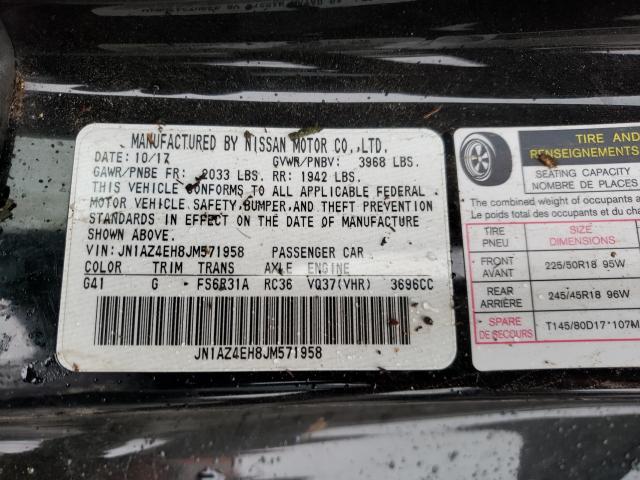 MANUFACTURED BY NISSAN MOTOR CO.,LTD.
DATE: 10/17 GVWR/PNBV: 3968 LBS.
GAWR/PNBE FR: 2033 LBS. RR: 1942 LBS.
THIS VEHICLE CONFORMS TO ALL APPLICABLE FEDERAL
MOTOR VEHICLE SAFETY, BUMPER, AND THEFT PREVENTION
STANDARDS IN EFFECT ON THE DATE OF MANUFACTURE
SHOWN ABOVE.
VIN: JN1AZ4EH8JM571958 PASSENGER CAR
COLOR TRIM TRANS AXLE ENGINE
G41 G FS6R31A RC36 VQ37(VHR) 3696CC
JN1AZ4EH8JM571958
TIRE AND
RENSEIGNEMENTS
SEATING CAPACITY
NOMBRE DE PLACES
The combined weight of occupants a
Le poids total des occupants et du c
TIRE SIZE
PNEU DIMENSIONS
FRONT
AVANT 225/50R18 95W
REAR
ARRIÈRE 245/45R18 96W
SPARE
DE SECOURS T145/80D17*107M